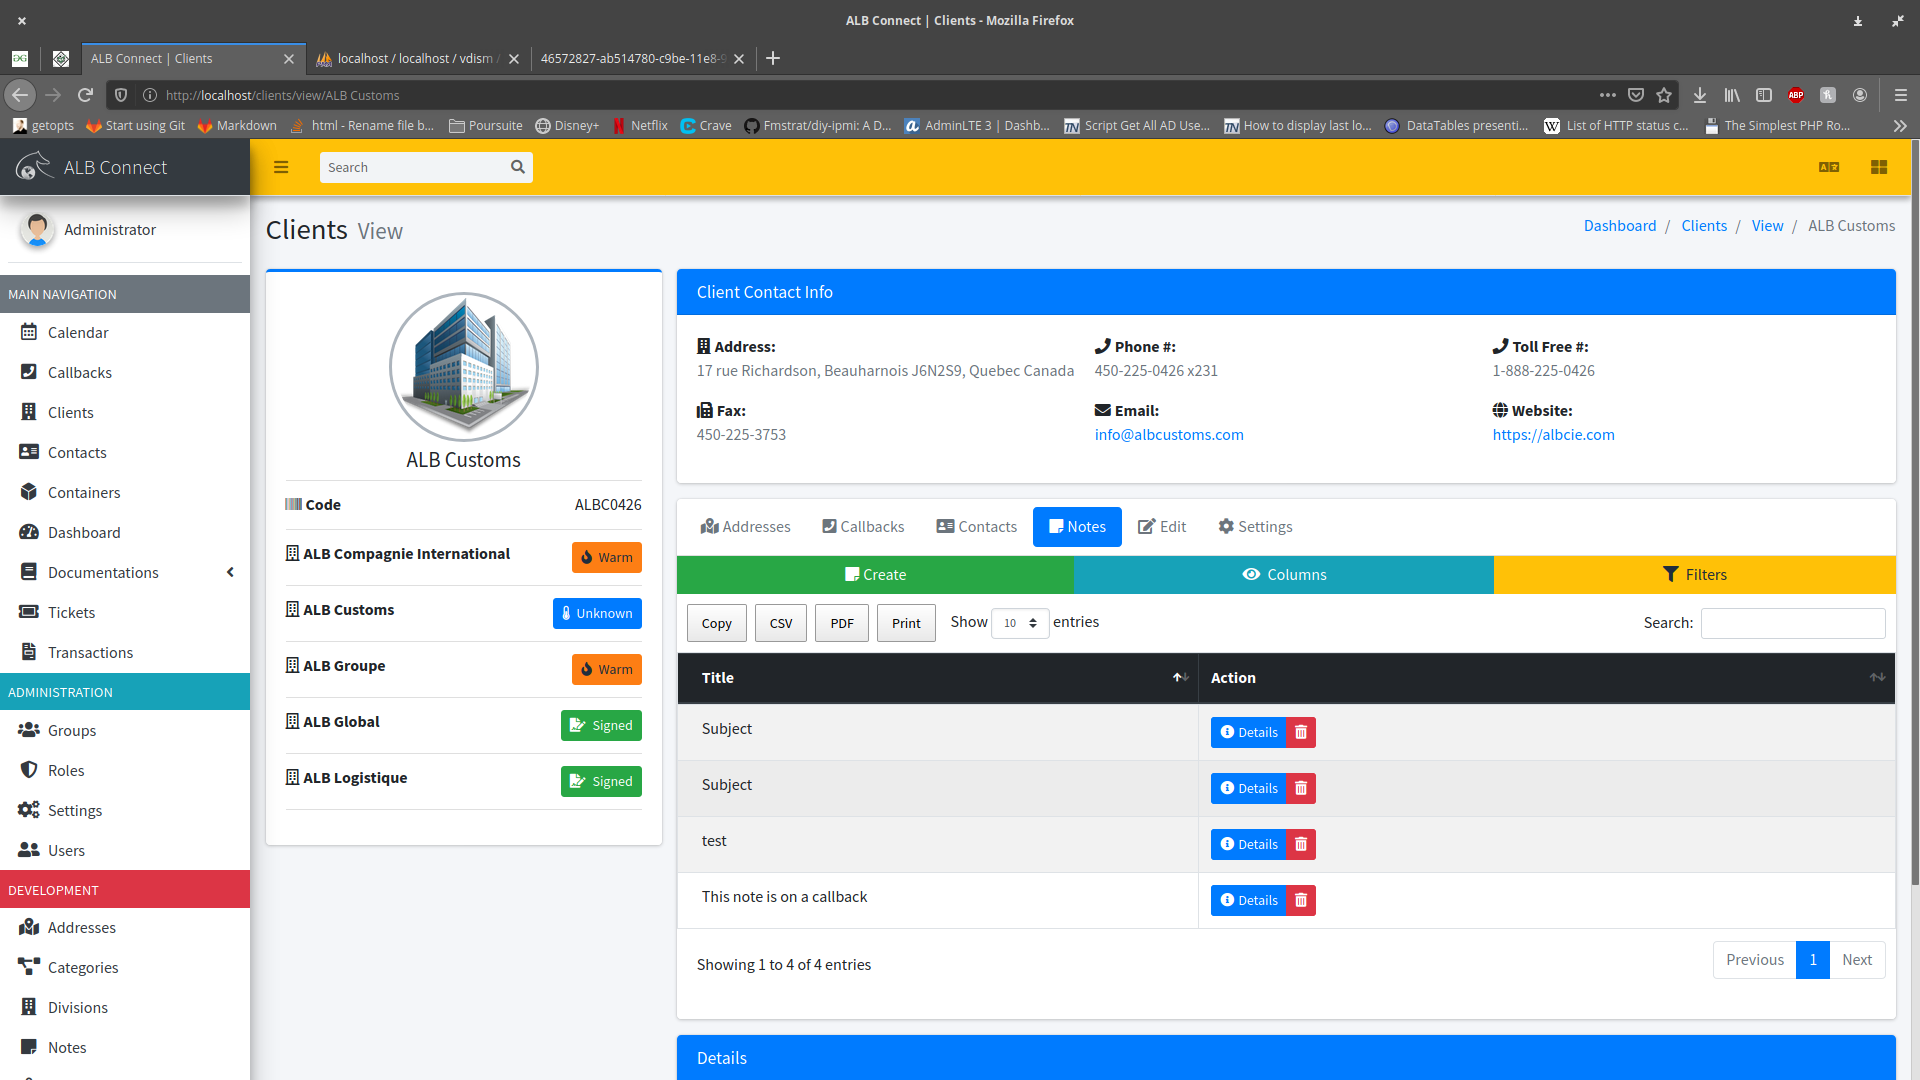 ALB Connect | Clients - Mozilla Firefox
ALB Connect | Clients
localhost / localhost / vdism /
46572827-ab514780-c9be-11e8-9
http://localhost/clients/view/ALB Customs
ABP
getopts
Start using Git
Markdown
html - Rename file b...
Poursuite
Disney+
Netflix
Crave
Fmstrat/diy-ipmi: A D...
AdminLTE 3 | Dashb...
Script Get All AD Use...
How to display last lo...
DataTables presenti...
List of HTTP status c...
The Simplest PHP Ro...
ALB Connect
Search
Administrator
Clients View
Dashboard / Clients / View / ALB Customs
MAIN NAVIGATION
Calendar
Callbacks
Clients
Contacts
Containers
Dashboard
Documentations
Tickets
Transactions
ADMINISTRATION
Groups
Roles
Settings
Users
DEVELOPMENT
Addresses
Categories
Divisions
Notes
ALB Customs
Code ALBC0426
ALB Compagnie International Warm
ALB Customs Unknown
ALB Groupe Warm
ALB Global Signed
ALB Logistique Signed
Client Contact Info
Address:
17 rue Richardson, Beauharnois J6N2S9, Quebec Canada
Phone #:
450-225-0426 x231
Toll Free #:
1-888-225-0426
Fax:
450-225-3753
Email:
info@albcustoms.com
Website:
https://albcie.com
Addresses Callbacks Contacts Notes Edit Settings
Create Columns Filters
Copy CSV PDF Print Show 10 entries Search:
Title Action
Subject Details
Subject Details
test Details
This note is on a callback Details
Showing 1 to 4 of 4 entries Previous 1 Next
Details